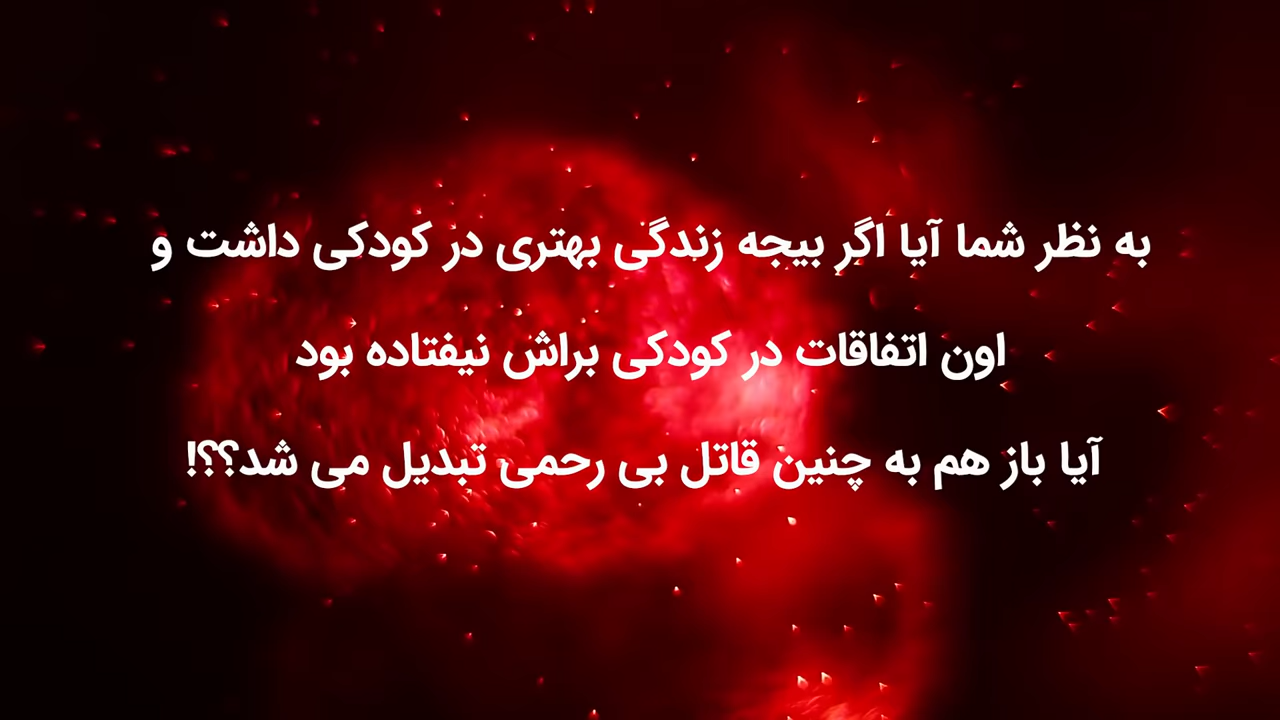 به نظر شما آیا اگر بیجه زندگی بهتری در کودکی داشت و
اون اتفاقات در کودکی براش نیفتاده بود
آیا باز هم به چنین قاتل بی رحمی تبدیل می شد؟؟!